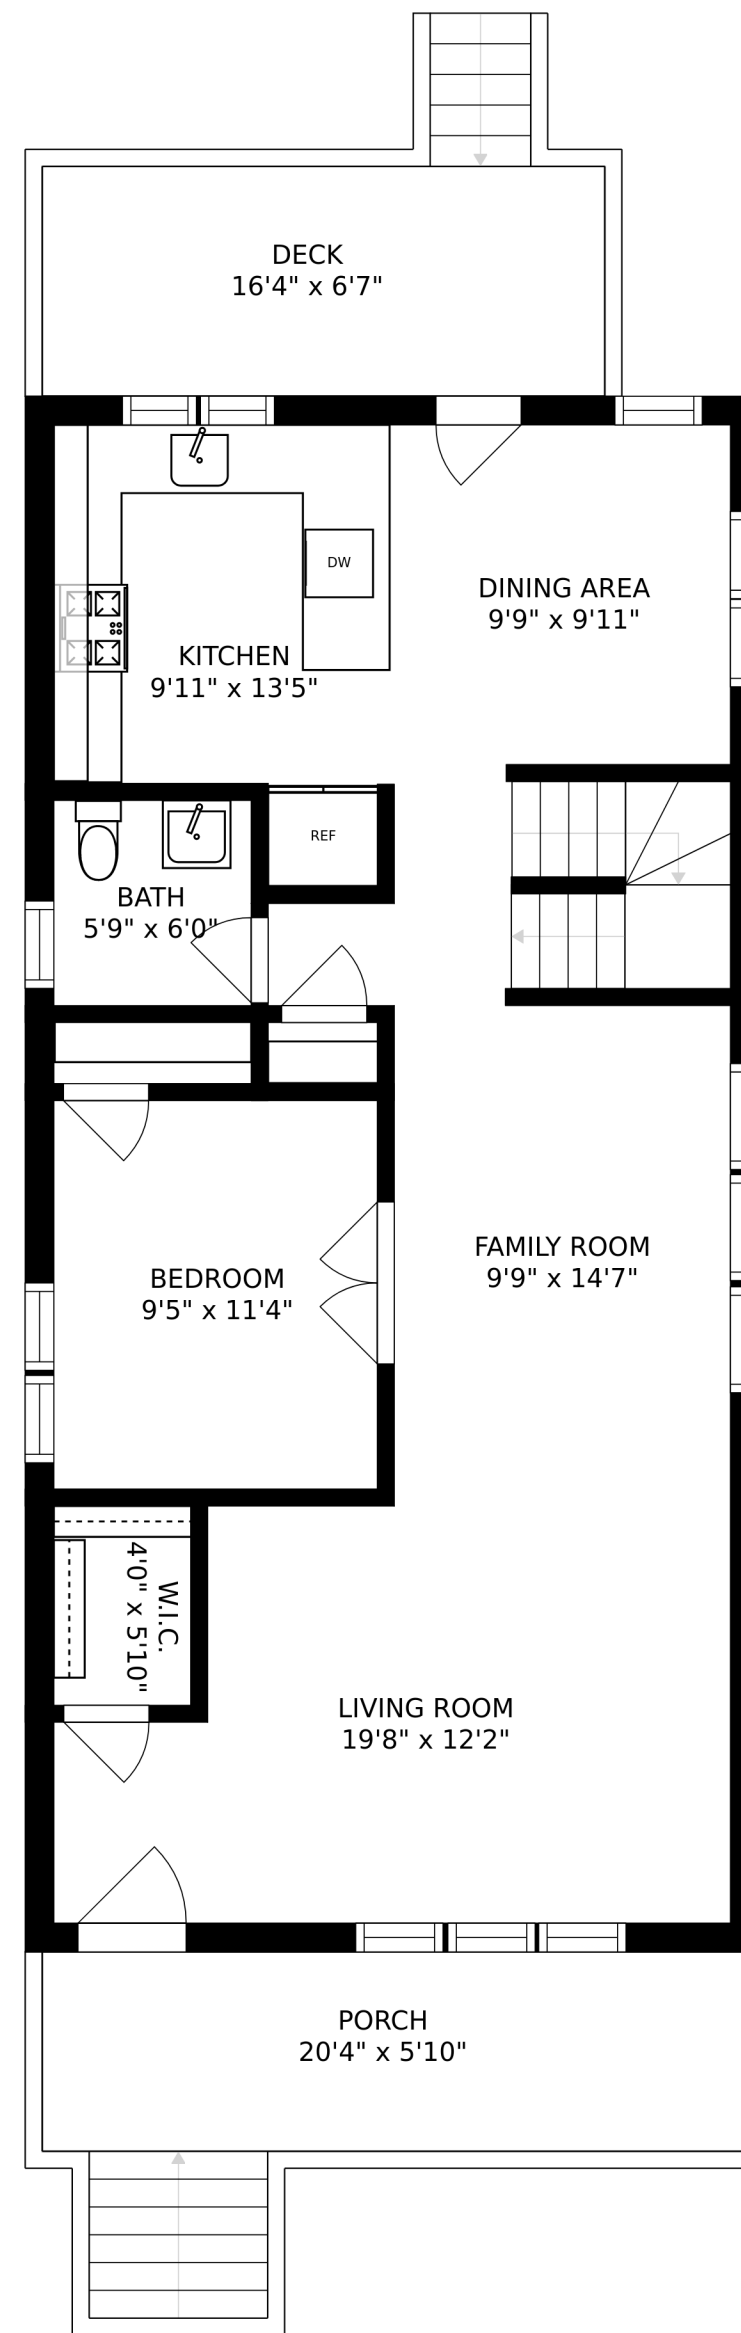 DECK
16'4" x 6'7"
DW
DINING AREA
9'9" x 9'11"
KITCHEN
9'11" x 13'5"
REF
BATH
5'9" x 6'0"
FAMILY ROOM
9'9" x 14'7"
BEDROOM
9'5" x 11'4"
W.I.C.
4'0" x 5'10"
LIVING ROOM
19'8" x 12'2"
PORCH
20'4" x 5'10"